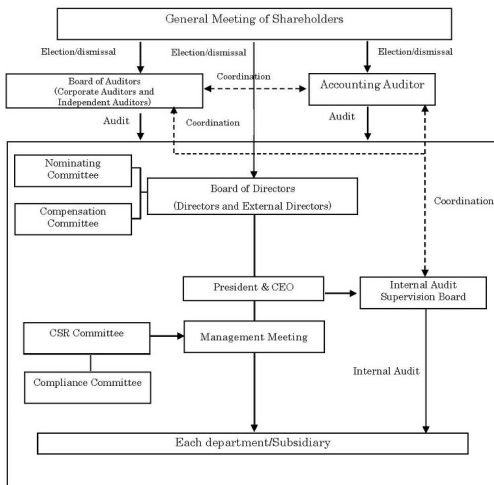 General Meeting of Shareholders
Election/dismissal
Election/dismissal
Election/dismissal
Board of Auditors
(Corporate Auditors and
Independent Auditors)
Coordination
Accounting Auditor
Audit
Coordination
Audit
Nominating
Committee
Board of Directors
(Directors and External Directors)
Compensation
Committee
Coordination
President & CEO
Internal Audit
Supervision Board
CSR Committee
Management Meeting
Compliance Committee
Internal Audit
Each department/Subsidiary